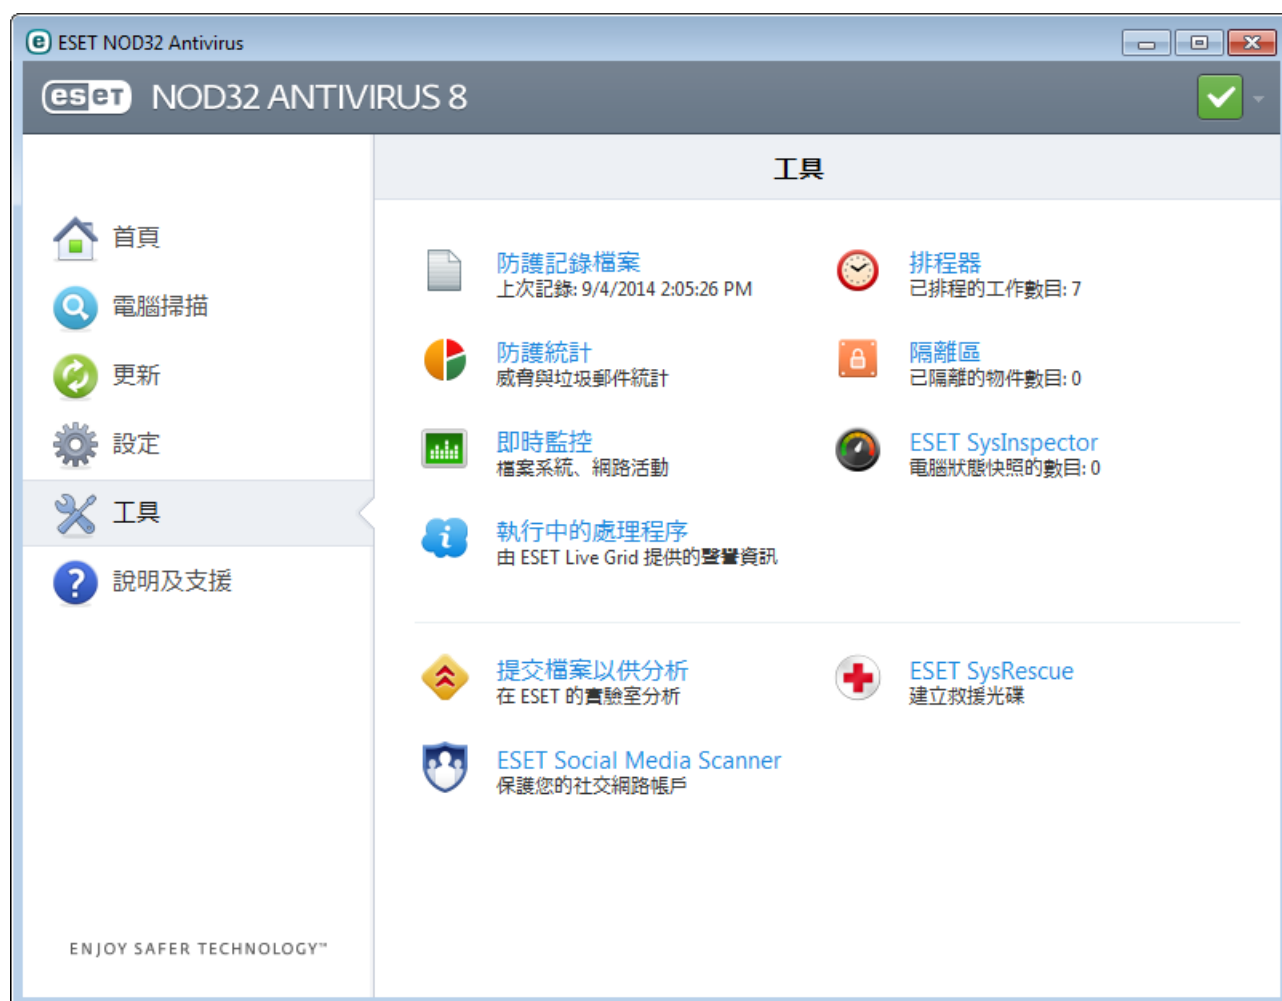 ESET NOD32 Antivirus
eset NOD32 ANTIVIRUS 8
工具
首頁
電腦掃描
更新
設定
工具
說明及支援
防護記錄檔案
上次記錄: 9/4/2014 2:05:26 PM
排程器
已排程的工作數目: 7
防護統計
威脅與垃圾郵件統計
隔離區
已隔離的物件數目: 0
即時監控
檔案系統、網路活動
ESET SysInspector
電腦狀態快照的數目: 0
執行中的處理程序
由 ESET Live Grid 提供的聲譽資訊
提交檔案以供分析
在 ESET 的實驗室分析
ESET SysRescue
建立救援光碟
ESET Social Media Scanner
保護您的社交網路帳戶
ENJOY SAFER TECHNOLOGY™